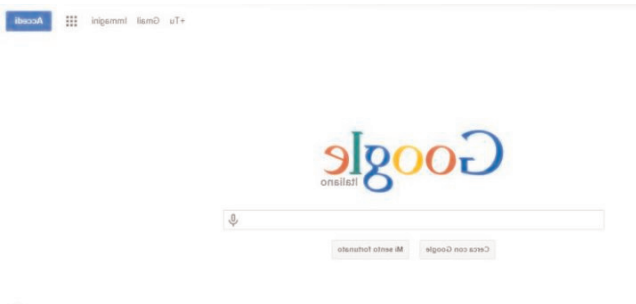 +Tu Gmail Immagini Accedi
Google
Italiano
Cerca con Google Mi sento fortunato